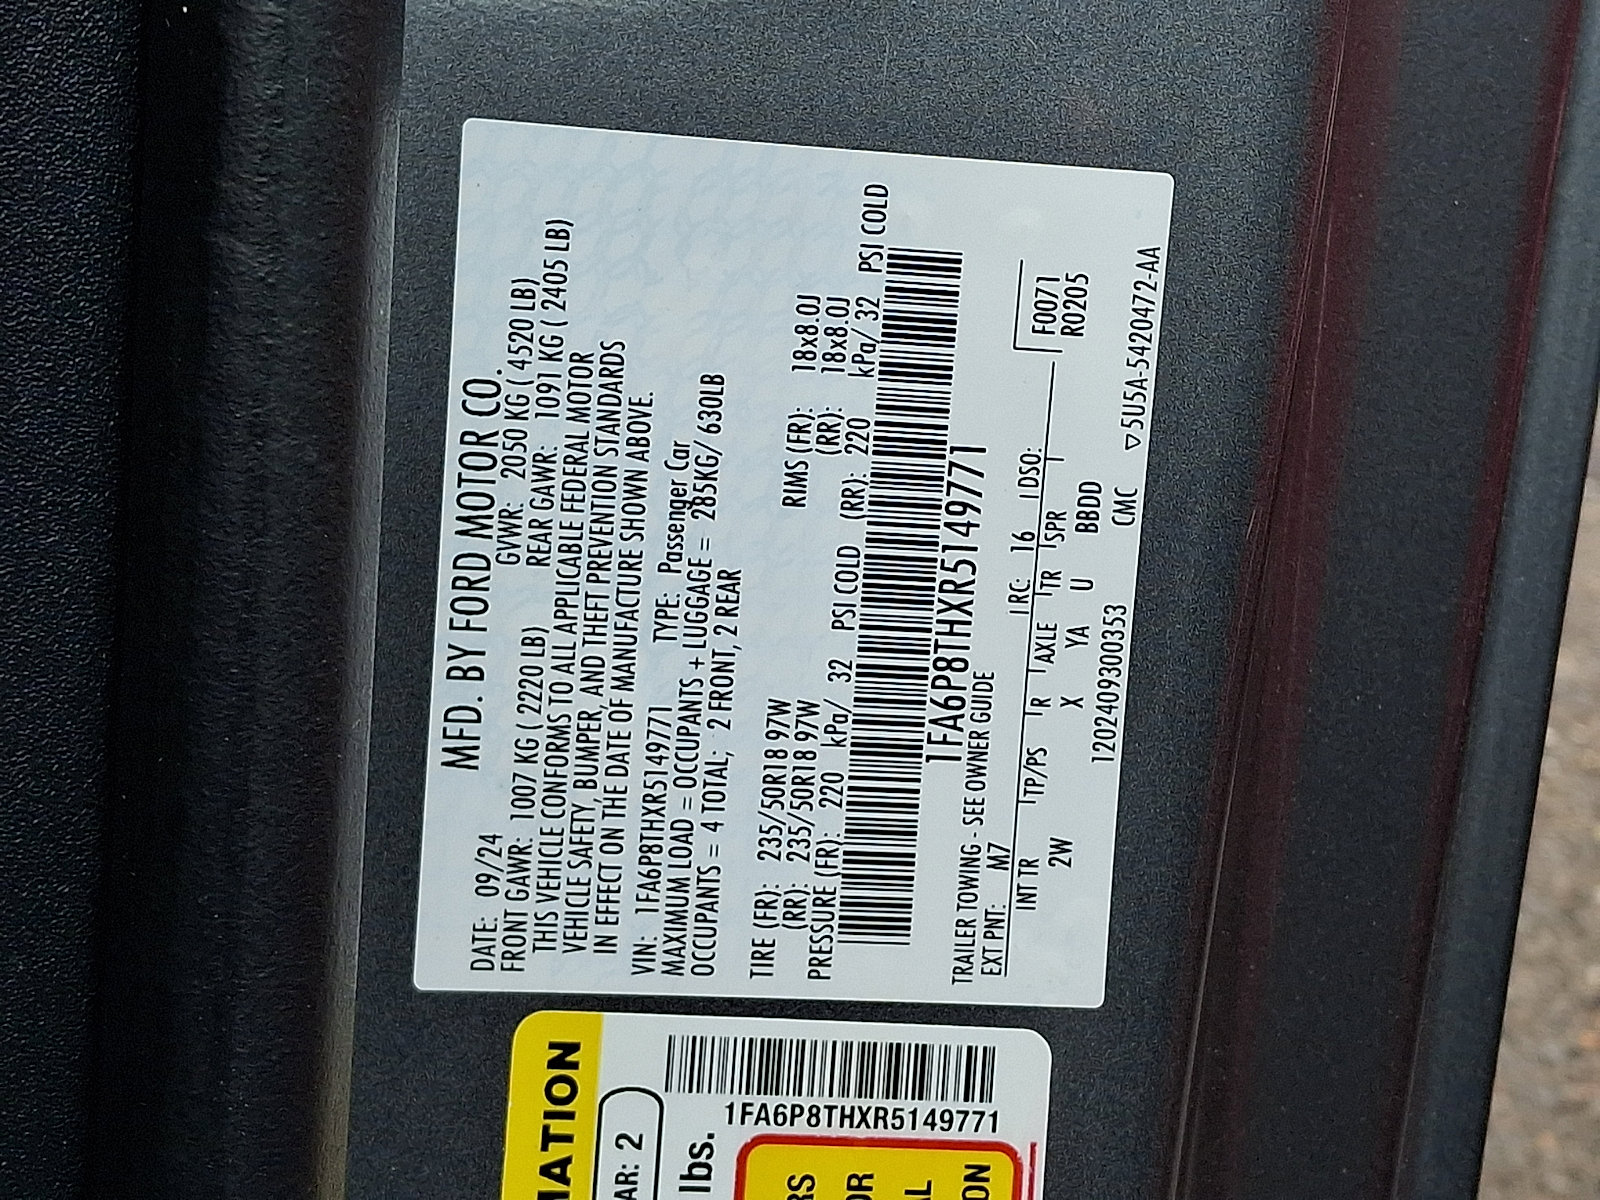 MFD. BY FORD MOTOR CO.
DATE: 09/24 GVWR: 2050 KG ( 4520 LB)
FRONT GAWR: 1007 KG ( 2220 LB) REAR GAWR: 1091 KG ( 2405 LB)
THIS VEHICLE CONFORMS TO ALL APPLICABLE FEDERAL MOTOR
VEHICLE SAFETY, BUMPER, AND THEFT PREVENTION STANDARDS
IN EFFECT ON THE DATE OF MANUFACTURE SHOWN ABOVE.
VIN: 1FA6P8THXR5149771 TYPE: Passenger Car
MAXIMUM LOAD = OCCUPANTS + LUGGAGE = 285KG/ 630LB
OCCUPANTS = 4 TOTAL; 2 FRONT, 2 REAR
TIRE (FR): 235/50R18 97W RIMS (FR): 18x8.0J
(RR): 235/50R18 97W (RR): 18x8.0J
PRESSURE (FR): 220 kPa/ 32 PSI COLD (RR): 220 kPa/ 32 PSI COLD
1FA6P8THXR5149771
TRAILER TOWING - SEE OWNER GUIDE
EXT PNT: M7 RC: 16 DSO:
INT TR TP/PS R AXLE TR SPR
2W X YA U BBDD
F0071
R0205
1202409300353 CMC ▽5U5A-5420472-AA
MATION
AR: 2
lbs.
1FA6P8THXR5149771
RS
OR
AL
ON